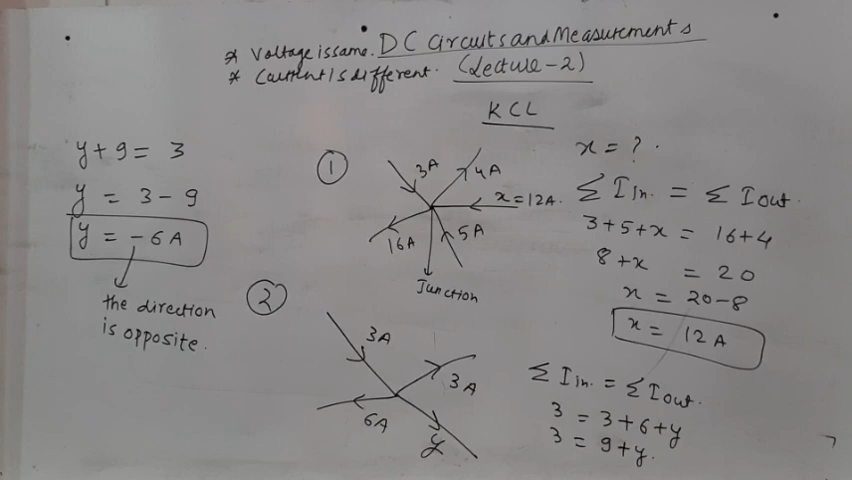 * Voltage is same. DC Circuits and Measurements
* Current is different. (Lecture-2)
KCL
y + 9 = 3
y = 3 - 9
y = - 6 A
the direction
is opposite.
①
3A
4A
x = 12A.
16A
5A
Junction
x = ?.
Σ I in. = Σ I out.
3+5+x = 16+4
8+x = 20
x = 20-8
x = 12 A
②
3A
3A
6A
y
Σ I in. = Σ I out.
3 = 3+6+y
3 = 9+y.